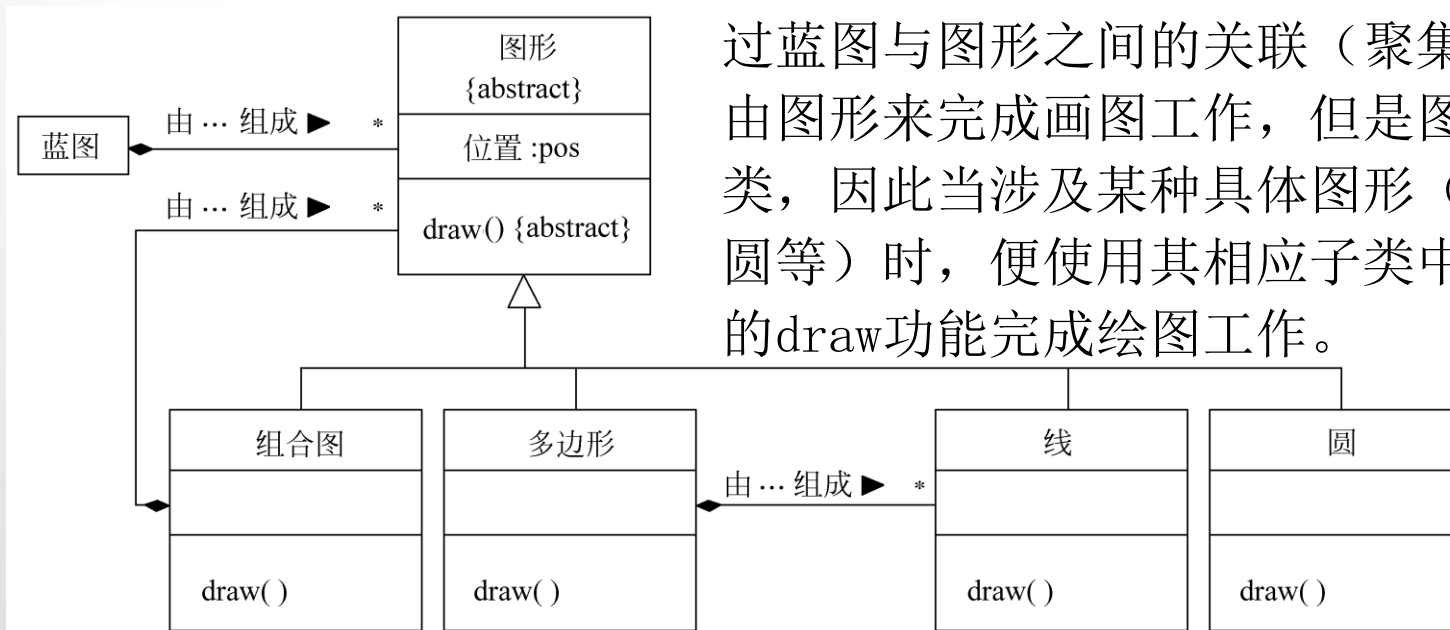 图形
{abstract}
位置 :pos
draw() {abstract}
由 … 组成 ▶ *
蓝图
由 … 组成 ▶ *
过蓝图与图形之间的关联（聚集
由图形来完成画图工作，但是图
类，因此当涉及某种具体图形（
圆等）时，便使用其相应子类中
的draw功能完成绘图工作。
组合图
draw( )
多边形
draw( )
由 … 组成 ▶ *
线
draw( )
圆
draw( )